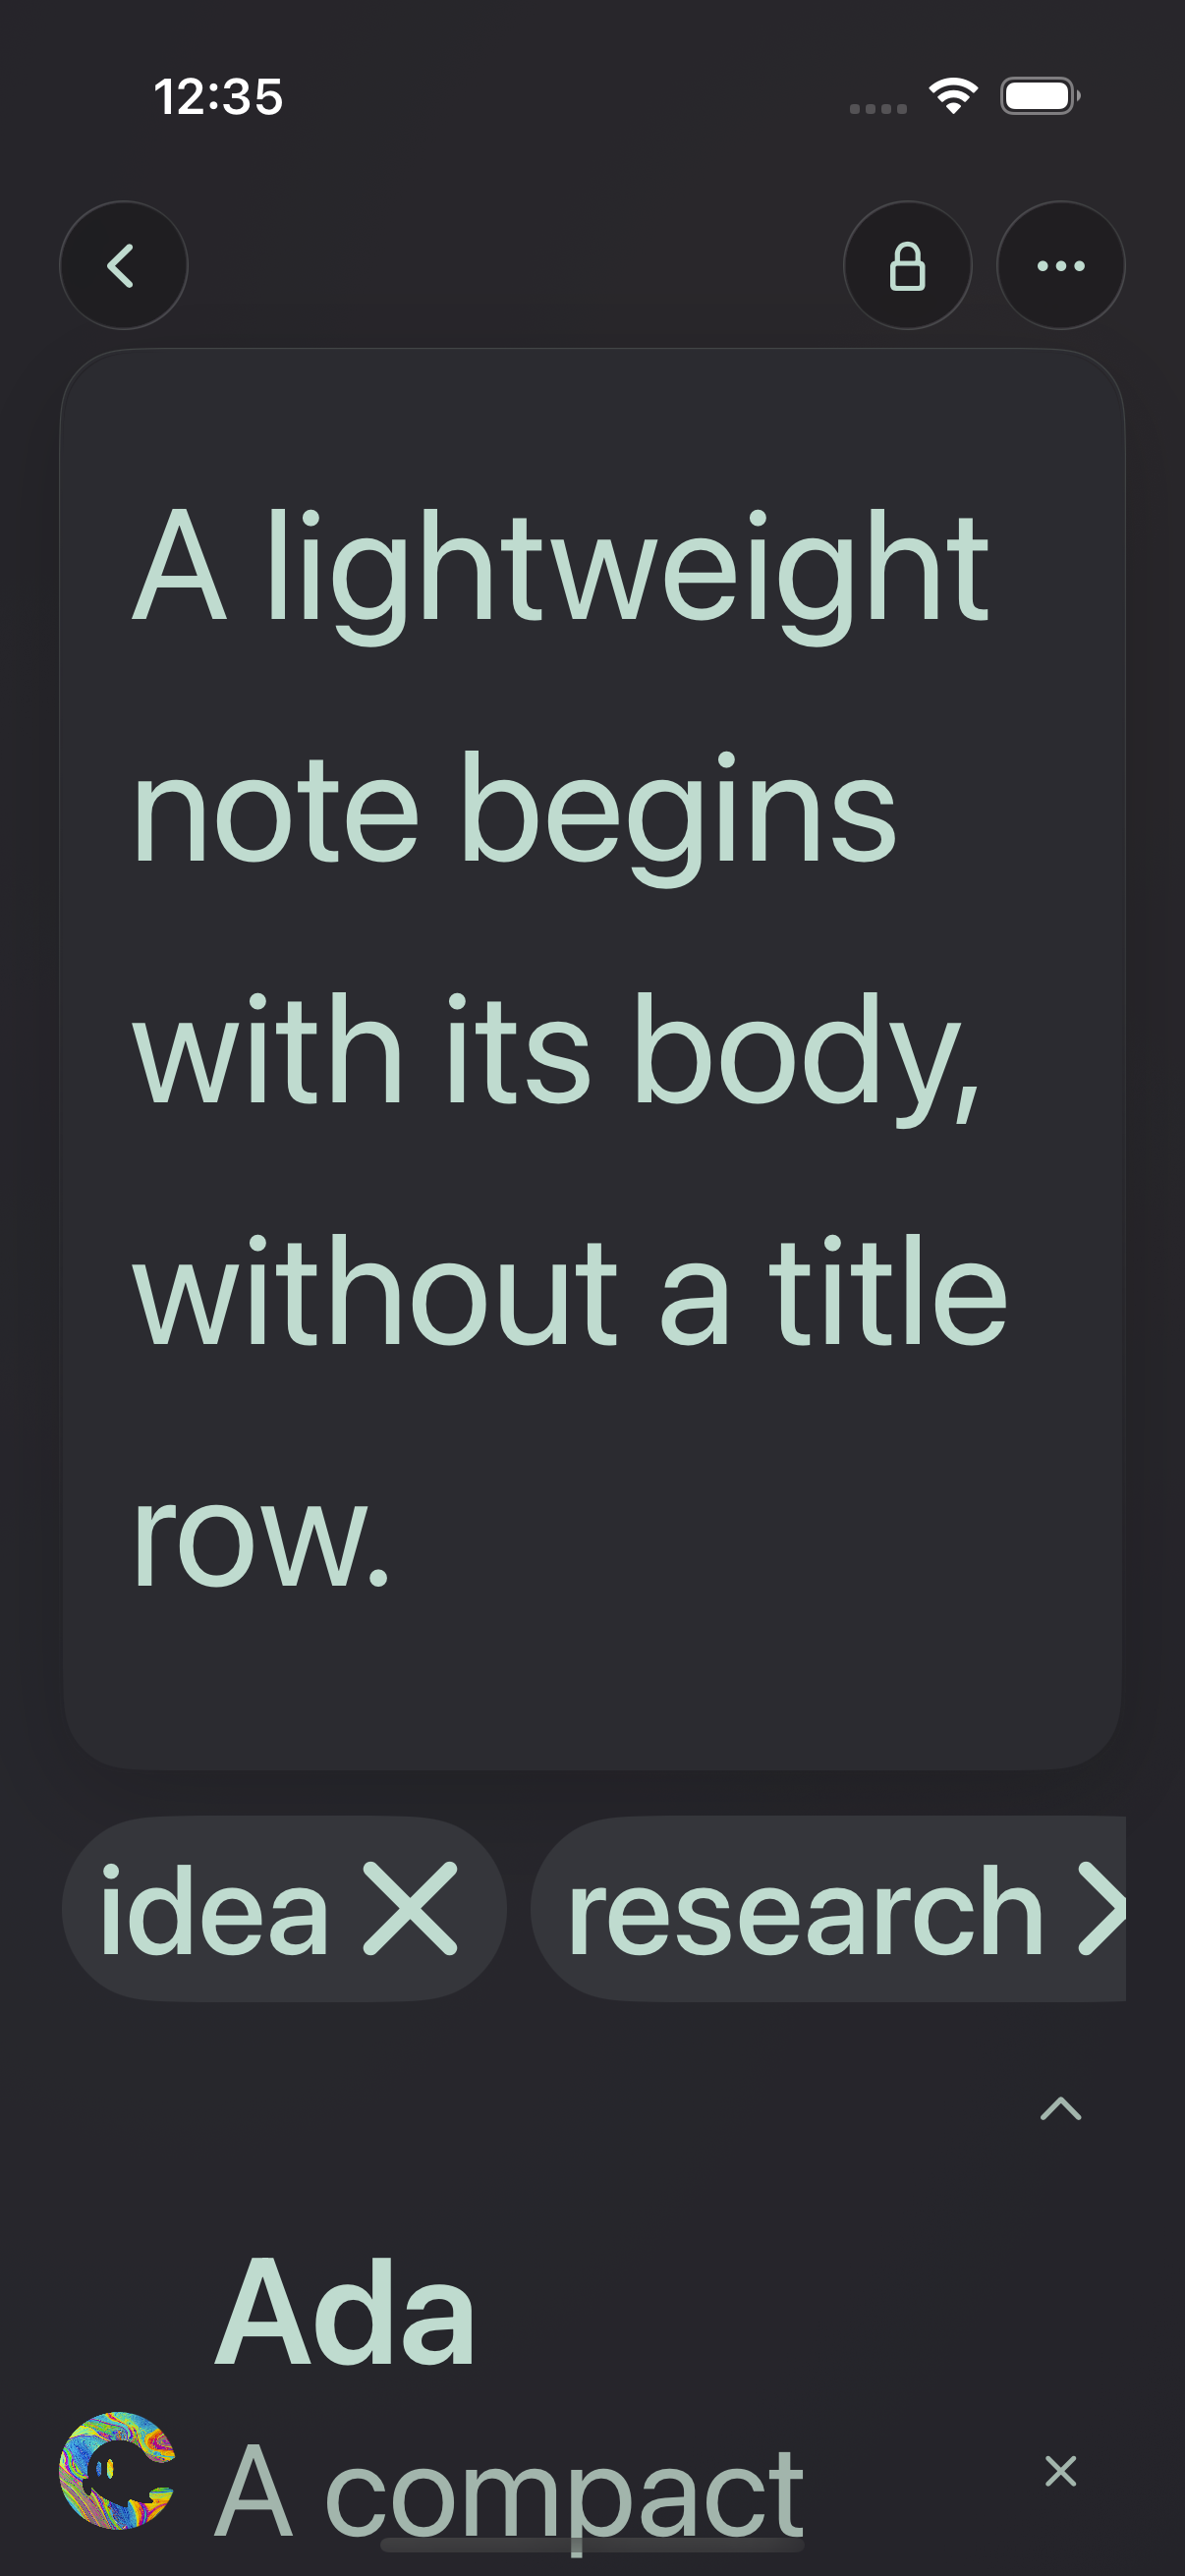 12:35
A lightweight
note begins
with its body,
without a title
row.
idea
research
Ada
A compact